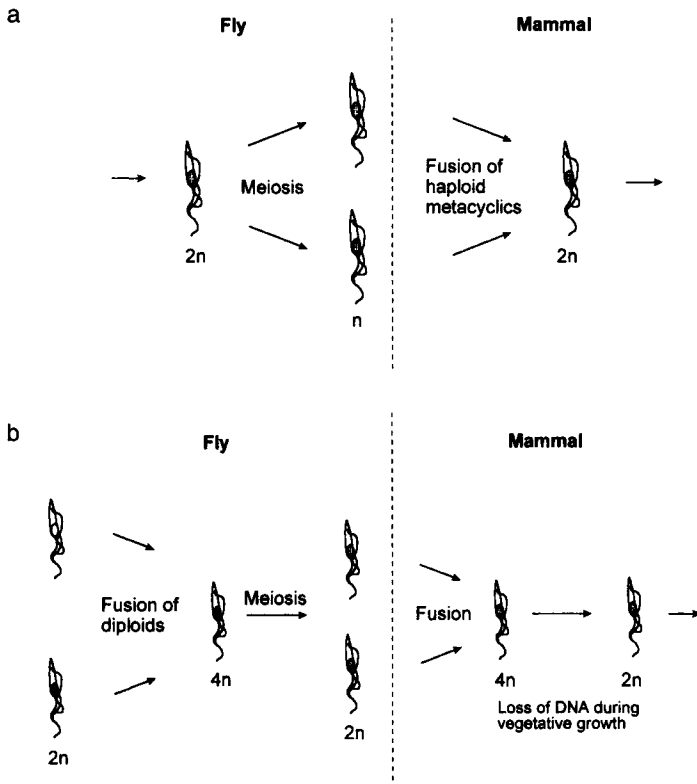 a
Fly
Mammal
Meiosis
Fusion of
haploid
metacyclics
2n
2n
n
b
Fly
Mammal
Fusion of
diploids
Meiosis
Fusion
4n
4n
2n
2n
2n
Loss of DNA during
vegetative growth